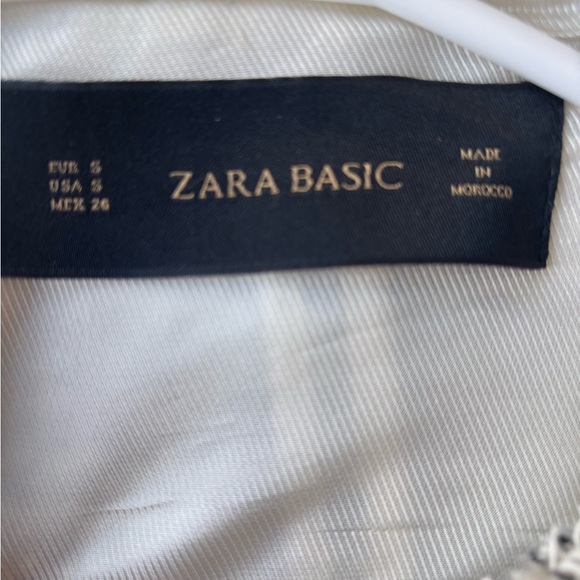 EUR S
USA S
MEX 26
ZARA BASIC
MADE
IN
MOROCCO